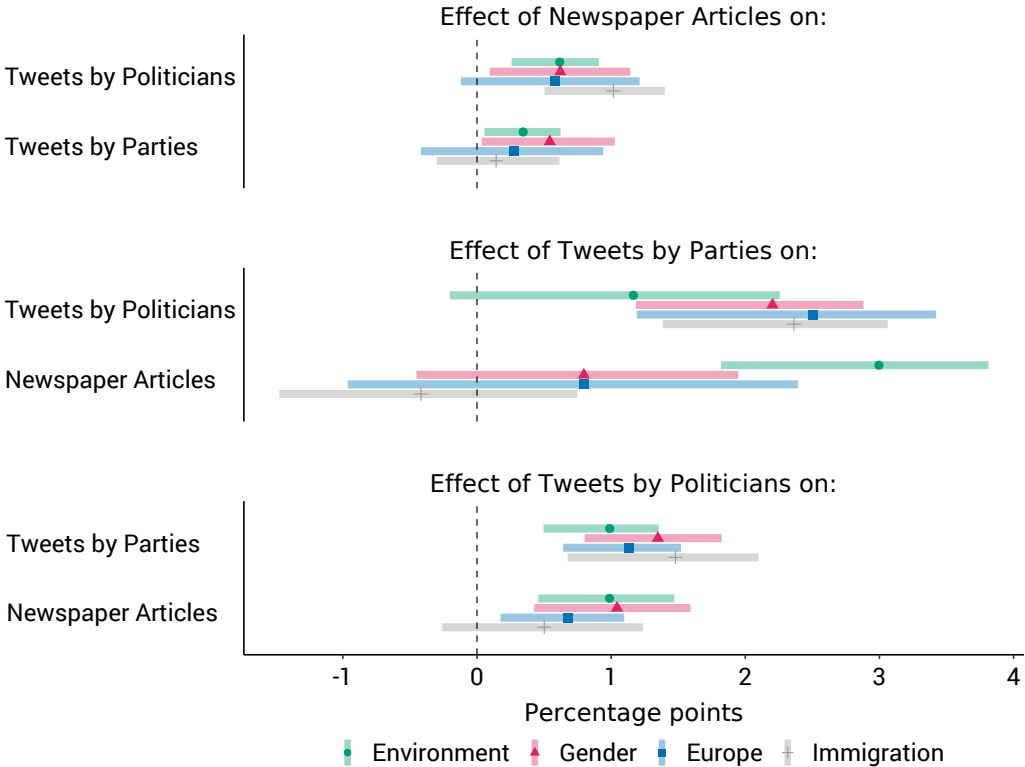 Effect of Newspaper Articles on:
Tweets by Politicians
Tweets by Parties
Effect of Tweets by Parties on:
Tweets by Politicians
Newspaper Articles
Effect of Tweets by Politicians on:
Tweets by Parties
Newspaper Articles
-1 0 1 2 3 4
Percentage points
Environment Gender Europe Immigration